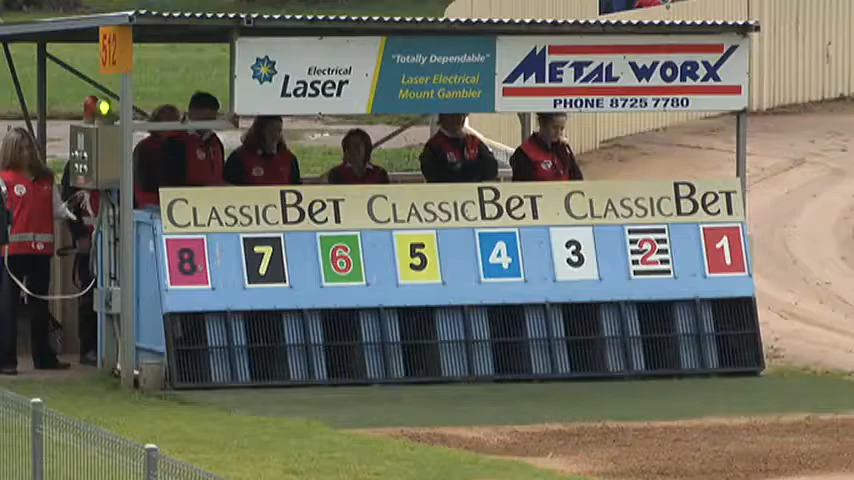 512
Electrical
Laser
"Totally Dependable"
Laser Electrical
Mount Gambier
METAL WORX
PHONE 8725 7780
CLASSICBET CLASSICBET CLASSICBET
8 7 6 5 4 3 2 1